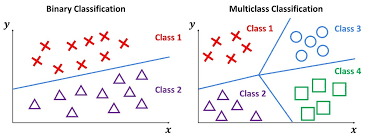 Binary Classification
y
Class 1
Class 2
x
Multiclass Classification
y
Class 1
Class 3
Class 2
Class 4
x